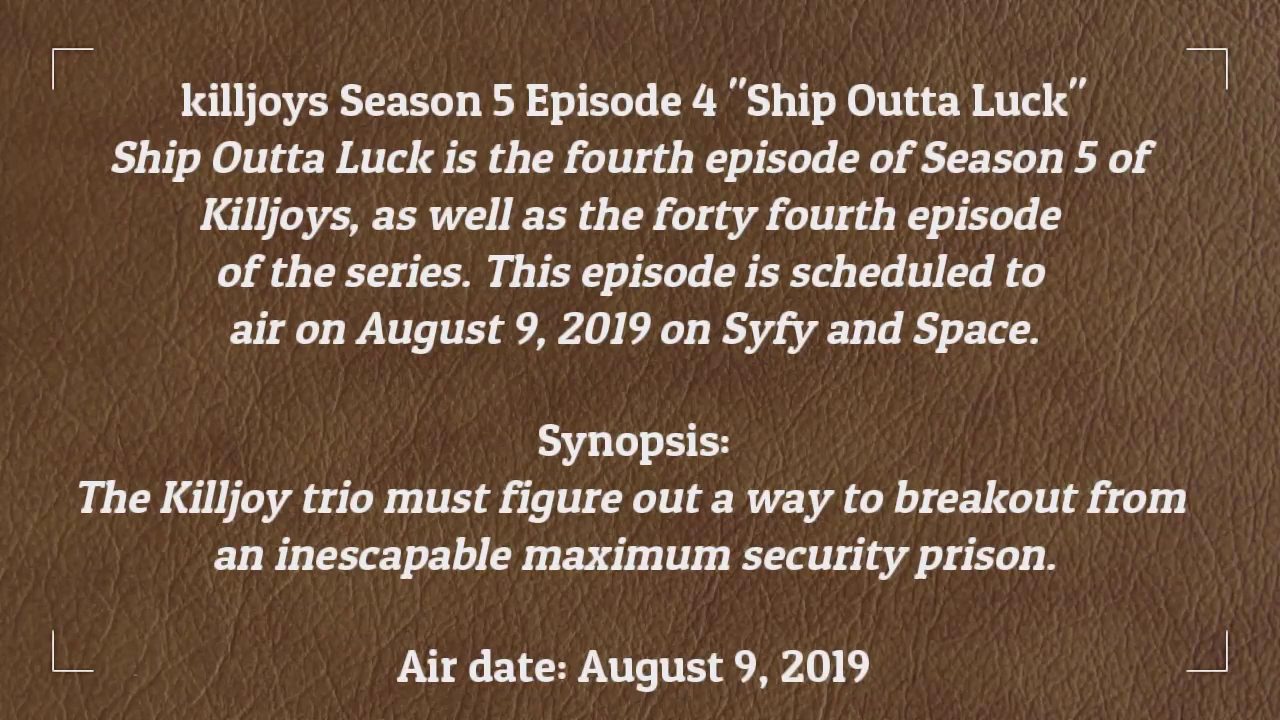 killjoys Season 5 Episode 4 "Ship Outta Luck"
Ship Outta Luck is the fourth episode of Season 5 of
Killjoys, as well as the forty fourth episode
of the series. This episode is scheduled to
air on August 9, 2019 on Syfy and Space.
Synopsis:
The Killjoy trio must figure out a way to breakout from
an inescapable maximum security prison.
Air date: August 9, 2019